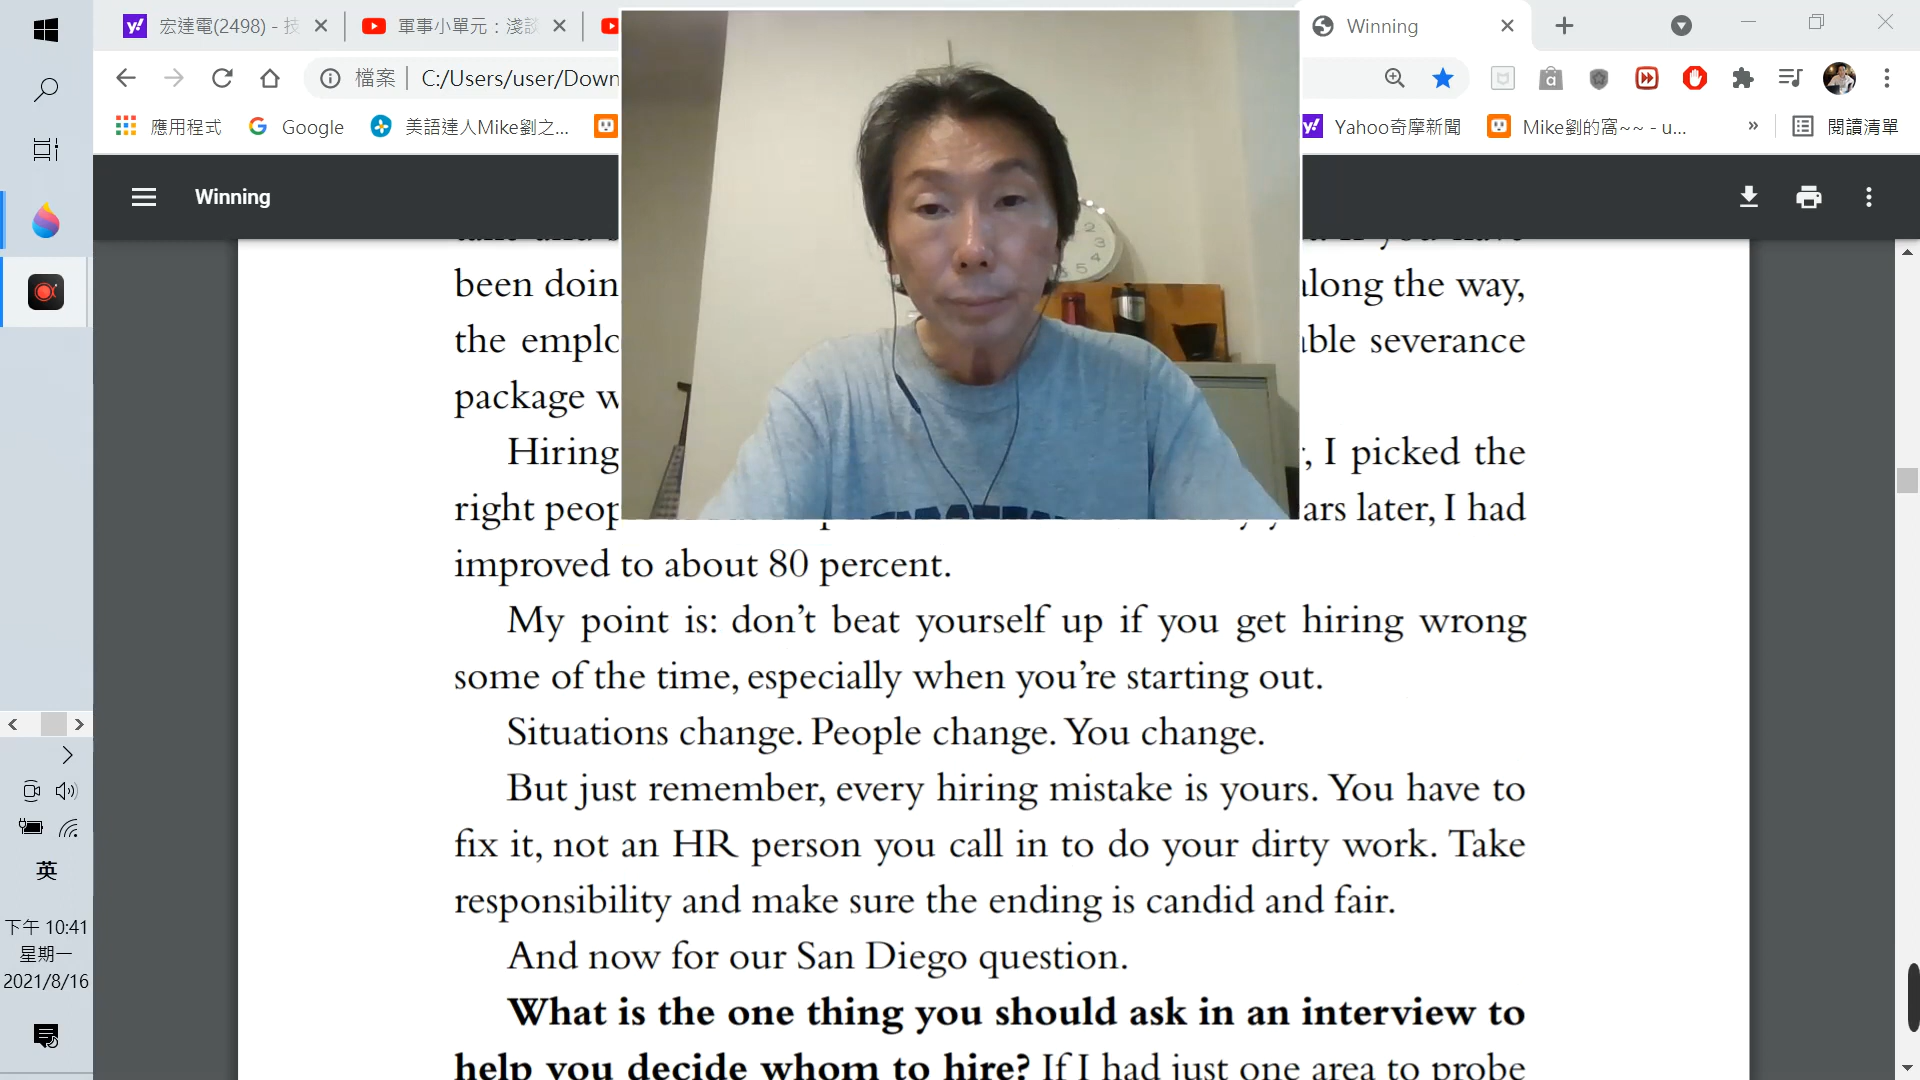 宏達電(2498) - 技
軍事小單元：淺談
Winning
檔案
C:/Users/user/Down
應用程式
Google
美語達人Mike劉之...
Yahoo奇摩新聞
Mike劉的窩~~ - u...
»
閱讀清單
Winning
been doin
along the way,
the emplo
able severance
package w
Hiring
, I picked the
right peop
ars later, I had
improved to about 80 percent.
My point is: don’t beat yourself up if you get hiring wrong
some of the time, especially when you’re starting out.
Situations change. People change. You change.
But just remember, every hiring mistake is yours. You have to
fix it, not an HR person you call in to do your dirty work. Take
responsibility and make sure the ending is candid and fair.
And now for our San Diego question.
What is the one thing you should ask in an interview to
help you decide whom to hire? If I had just one area to probe
2
3
4
5
英
下午 10:41
星期一
2021/8/16